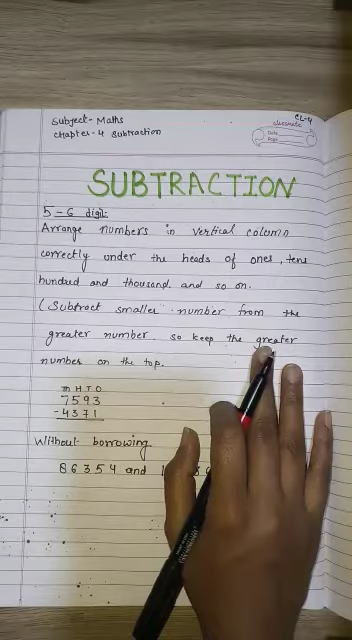 CL-4
Subject- Maths
Chapter-4 Subtraction
classmate
Date
Page
SUBTRACTION
5-6 digit:
Arrange numbers in vertical column
correctly under the heads of ones, tens
hundred and thousand and so on.
(Subtract smaller number from the
greater number. so keep the greater
number on the top.
m H T O
7 5 9 3
- 4 3 7 1
Without borrowing
8 6 3 5 4 and 1